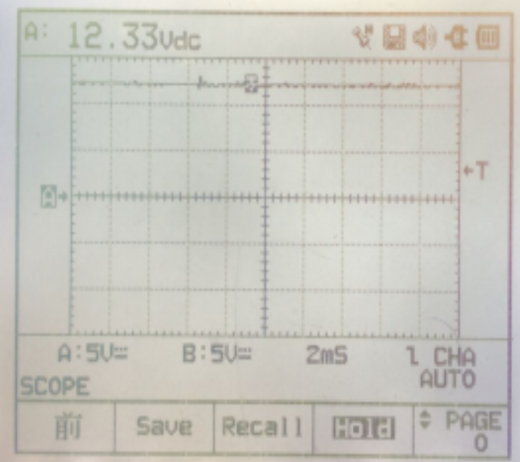 A: 12.33Vdc
T
A:5V B:5V 2mS 1 CHA
SCOPE AUTO
前 Save Recall Hold PAGE
0